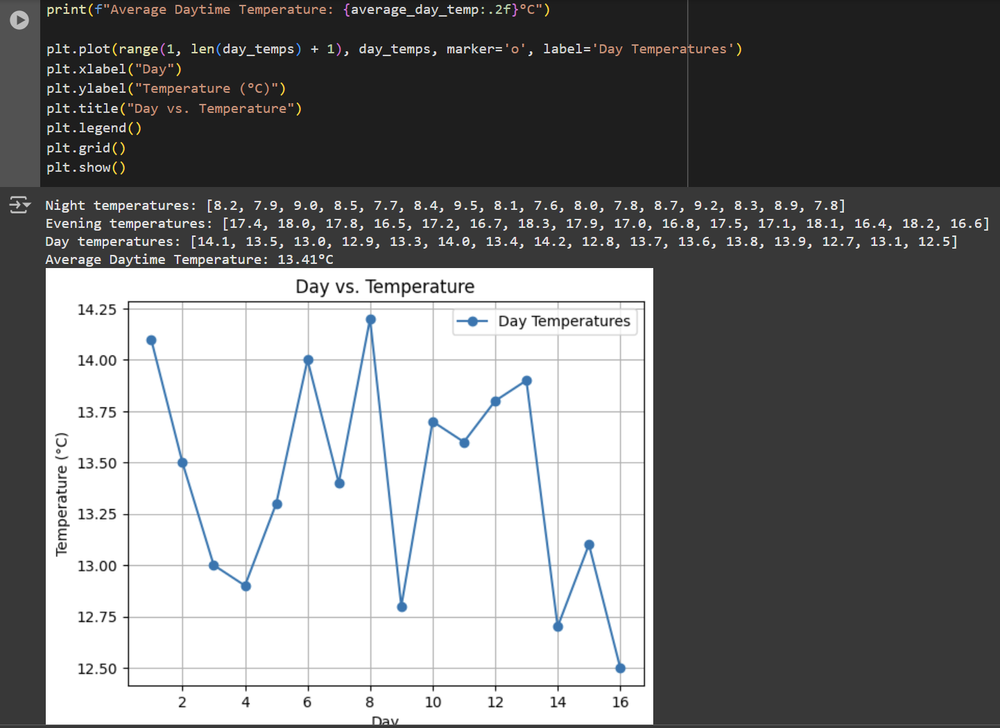 print(f"Average Daytime Temperature: {average_day_temp:.2f}°C")
plt.plot(range(1, len(day_temps) + 1), day_temps, marker='o', label='Day Temperatures')
plt.xlabel("Day")
plt.ylabel("Temperature (°C)")
plt.title("Day vs. Temperature")
plt.legend()
plt.grid()
plt.show()
Night temperatures: [8.2, 7.9, 9.0, 8.5, 7.7, 8.4, 9.5, 8.1, 7.6, 8.0, 7.8, 8.7, 9.2, 8.3, 8.9, 7.8]
Evening temperatures: [17.4, 18.0, 17.8, 16.5, 17.2, 16.7, 18.3, 17.9, 17.0, 16.8, 17.5, 17.1, 18.1, 16.4, 18.2, 16.6]
Day temperatures: [14.1, 13.5, 13.0, 12.9, 13.3, 14.0, 13.4, 14.2, 12.8, 13.7, 13.6, 13.8, 13.9, 12.7, 13.1, 12.5]
Average Daytime Temperature: 13.41°C
Day vs. Temperature
Day Temperatures
14.25
14.00
13.75
13.50
13.25
13.00
12.75
12.50
Temperature (°C)
2 4 6 8 10 12 14 16
Day